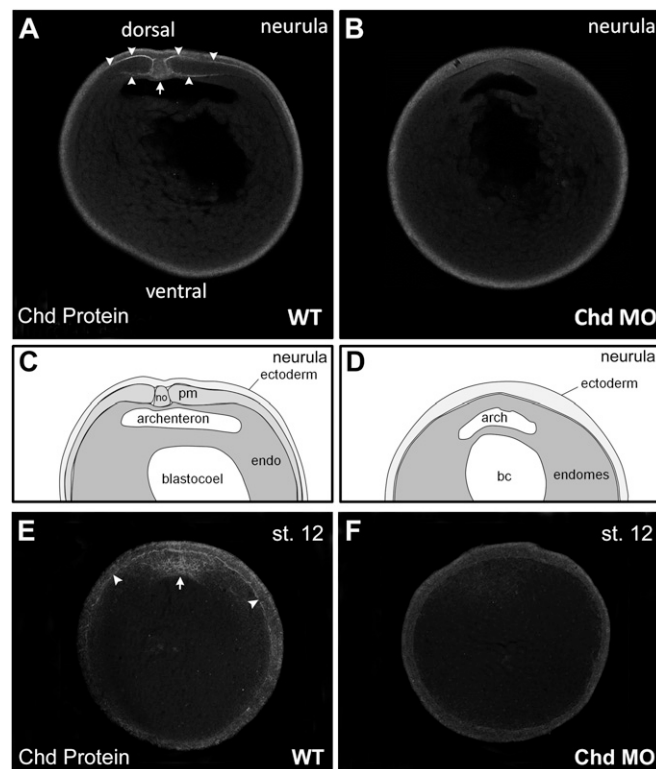 A
dorsal
neurula
ventral
Chd Protein
WT
B
neurula
Chd MO
C
neurula
ectoderm
no
pm
archenteron
endo
blastocoel
D
neurula
ectoderm
arch
bc
endomes
E
st. 12
Chd Protein
WT
F
st. 12
Chd MO